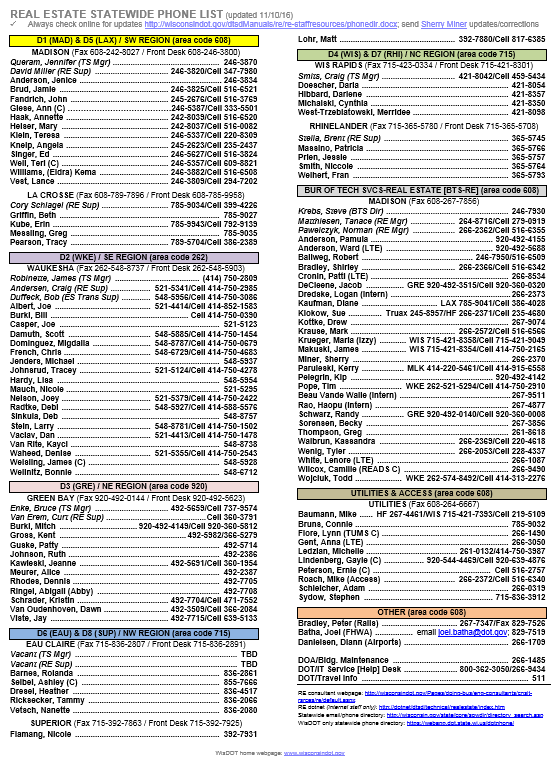 REAL ESTATE STATEWIDE PHONE LIST (updated 11/10/16)
✓ Always check online for updates http://wisconsindot.gov/dtsdManuals/re/re-staffresources/phonedir.docx; send Sherry Miner updates/corrections
D1 (MAD) & D5 (LAX) / SW REGION (area code 608)
MADISON (Fax 608-242-8027 / Front Desk 608-246-3800)
Queram, Jennifer (TS Mgr) 246-3870
David Miller (RE Sup) 246-3840/Cell 347-7980
Anderson, Jenice 246-3834
Brud, Jamie 246-3825/Cell 516-6521
Fandrich, John 245-2676/Cell 516-3769
Giese, Ann (C) 246-5387/Cell 333-5501
Haak, Annette 242-8039/Cell 516-6520
Heiser, Mary 242-8037/Cell 516-0082
Klein, Teresa 246-5337/Cell 220-8309
Kneip, Angela 245-2623/Cell 235-2437
Singer, Ed 246-5627/Cell 516-3824
Weil, Teri (C) 246-5357/Cell 609-8821
Williams, (El)dra) Kema 246-3882/Cell 516-6508
Vest, Lance 246-3809/Cell 294-7202
LA CROSSE (Fax 608-789-7896 / Front Desk 608-785-9958)
Cory Schlagel (RE Sup) 785-9034/Cell 399-4226
Griffin, Beth 785-9027
Kube, Erin 785-9943/Cell 792-9139
Messling, Greg 785-9035
Pearson, Tracy 789-5704/Cell 386-2389
D2 (WKE) / SE REGION (area code 262)
WAUKESHA (Fax 262-548-8737 / Front Desk 262-548-5903)
Robinette, James (TS Mgr) (414) 750-2809
Andersen, Craig (RE Sup) 521-5341/Cell 414-750-2985
Duffeck, Bob (ES Trans Sup) 548-5956/Cell 414-750-3086
Albert, Joe 521-4414/Cell 414-852-1583
Burki, Bill Cell 414-750-0390
Casper, Joe 521-5123
Damuth, Scott 548-5885/Cell 414-750-1454
Dominguez, Migdalia 548-8787/Cell 414-750-0679
French, Chris 548-6729/Cell 414-750-4683
Jenders, Michael 548-5937
Johnsrud, Tracey 521-5124/Cell 414-750-4278
Hardy, Lisa 548-5954
Mauch, Nicole 521-5295
Nelson, Joey 521-5379/Cell 414-750-2422
Radtke, Debi 548-5927/Cell 414-588-5576
Sinkula, Deb 548-8757
Stein, Larry 548-8781/Cell 414-750-1502
Vaclav, Dan 521-4413/Cell 414-750-1478
Van Rite, Kayci 548-8738
Waheed, Denise 521-5355/Cell 414-750-2543
Weisling, James (C) 548-5928
Wellnitz, Bonnie 548-6712
D3 (GRE) / NE REGION (area code 920)
GREEN BAY (Fax 920-492-0144 / Front Desk 920-492-5623)
Enke, Bruce (TS Mgr) 492-5659/Cell 737-9574
Van Erem, Curt (RE Sup) Cell 360-3791
Burki, Mitch 920-492-4149/Cell 920-360-5812
Gross, Kent 492-5982/366-5279
Guske, Patty 492-5714
Johnson, Ruth 492-2386
Kawleski, Jeanne 492-5691/Cell 360-1954
Meurer, Alice 492-2387
Rhodes, Dennis 492-7705
Ringel, Abigail (Abby) 492-7708
Schrader, Kristin 492-7704/Cell 471-7552
Van Oudenhoven, Dawn 492-3509/Cell 366-2084
Viste, Jay 492-7715/Cell 639-5133
D6 (EAU) & D8 (SUP) / NW REGION (area code 715)
EAU CLAIRE (Fax 715-836-2807 / Front Desk 715-836-2891)
Vacant (TS Mgr) TBD
Vacant (RE Sup) TBD
Barnes, Rolanda 836-2861
Seibel, Ashley (C) 855-7666
Dresel, Heather 836-4517
Ricksecker, Tammy 836-2066
Vetsch, Nanette 836-2080
SUPERIOR (Fax 715-392-7863 / Front Desk 715-392-7925)
Flamang, Nicole 392-7931
Lohr, Matt 392-7880/Cell 817-6385
D4 (WIS) & D7 (RHI) / NC REGION (area code 715)
WIS RAPIDS (Fax 715-423-0334 / Front Desk 715-421-8301)
Smits, Craig (TS Mgr) 421-8042/Cell 459-5434
Doescher, Darla 421-8054
Hibbard, Darlene 421-8357
Michalski, Cynthia 421-8350
West-Trzebiatowski, Merridee 421-8098
RHINELANDER (Fax 715-365-5780 / Front Desk 715-365-5708)
Stella, Brent (RE Sup) 365-5745
Massino, Patricia 365-5766
Prien, Jessie 365-5757
Smith, Niccole 365-5764
Weihert, Fran 365-5793
BUR OF TECH SVCS-REAL ESTATE [BTS-RE] (area code 608)
MADISON (Fax 608-267-7856)
Krebs, Steve (BTS Dir) 246-7930
Matthiesen, Tanace (RE Mgr) 264-8716/Cell 279-0919
Pawelczyk, Norman (RE Mgr) 266-2362/Cell 516-6355
Anderson, Pamula 920-492-4155
Anderson, Ward (LTE) 920-492-5688
Ballweg, Robert 246-7950/516-6509
Bradley, Shirley 266-2366/Cell 516-6342
Cronin, Patti (LTE) 266-8534
DeCleene, Jacob GRE 920-492-3515/Cell 920-360-0320
Dredske, Logan (Intern) 266-2373
Kaufman, Diane LAX 785-9041/Cell 386-4028
Klokow, Sue Truax 245-8957/HF 266-2371/Cell 235-4680
Kottke, Drew 267-9074
Krause, Mark 266-2572/Cell 516-6566
Krueger, Maria (Izzy) WIS 715-421-8358/Cell 715-421-9049
Makuski, James WIS 715-421-8354/Cell 414-750-2165
Miner, Sherry 266-2370
Paruleski, Kerry MLK 414-220-5461/Cell 414-915-6558
Pelegrin, Kip 920-492-4142
Pope, Tim WKE 262-521-5294/Cell 414-750-2910
Beau Vande Walle (Intern) 267-9511
Rao, Haopu (Intern) 267-4877
Schwarz, Randy GRE 920-492-0140/Cell 920-360-0008
Sorensen, Becky 267-3856
Thompson, Greg 261-8618
Walbrun, Kassandra 266-2369/Cell 220-4618
Wenig, Tyler 266-2053/Cell 228-4337
White, Lenore (LTE) 266-1087
Wilcox, Camille (READS C) 266-9490
Wojciuk, Todd WKE 262-574-8492/Cell 414-313-2276
UTILITIES & ACCESS (area code 608)
UTILITIES (Fax 608-264-6667)
Baumann, Mike HF 267-4461/WIS 715-421-7393/Cell 219-5109
Bruns, Connie 785-9032
Flore, Lynn (TUMS C) 266-1490
Gent, Anna (LTE) 266-3050
Ledzian, Michelle 261-0132/414-750-3987
Lindenberg, Gayle (C) 920-544-4469/Cell 920-639-4876
Peterson, Ernie (C) Cell 516-2757
Roach, Mike (Access) 266-2372/Cell 516-6340
Schleicher, Adam 266-0319
Sydow, Stephen 715-836-3912
OTHER (area code 608)
Bradley, Peter (Rails) 267-7347/Fax 829-7526
Batha, Joel (FHWA) email joel.batha@dot.gov; 829-7519
Danielsen, Diann (Airports) 266-1709
DOA/Bldg. Maintenance 266-1485
DOT/IT Service [Help] Desk 800-362-3050/266-9434
DOT/Travel Info 511
RE consultant webpage: http://wisconsindot.gov/Pages/doing-bus/eng-consultants/cnslt-
rsrces/re/default.aspx
RE dotnet (internal staff only): http://dotnet/dtsd/technical/realestate/index.htm
Statewide email/phone directory: http://wisconsin.gov/state/core/spwdir/directory_search.asp
WisDOT only staff/phone directory: http://webenn.dot.state.wi.us/dotphone/
WisDOT home webpage: www.wisconsindot.gov